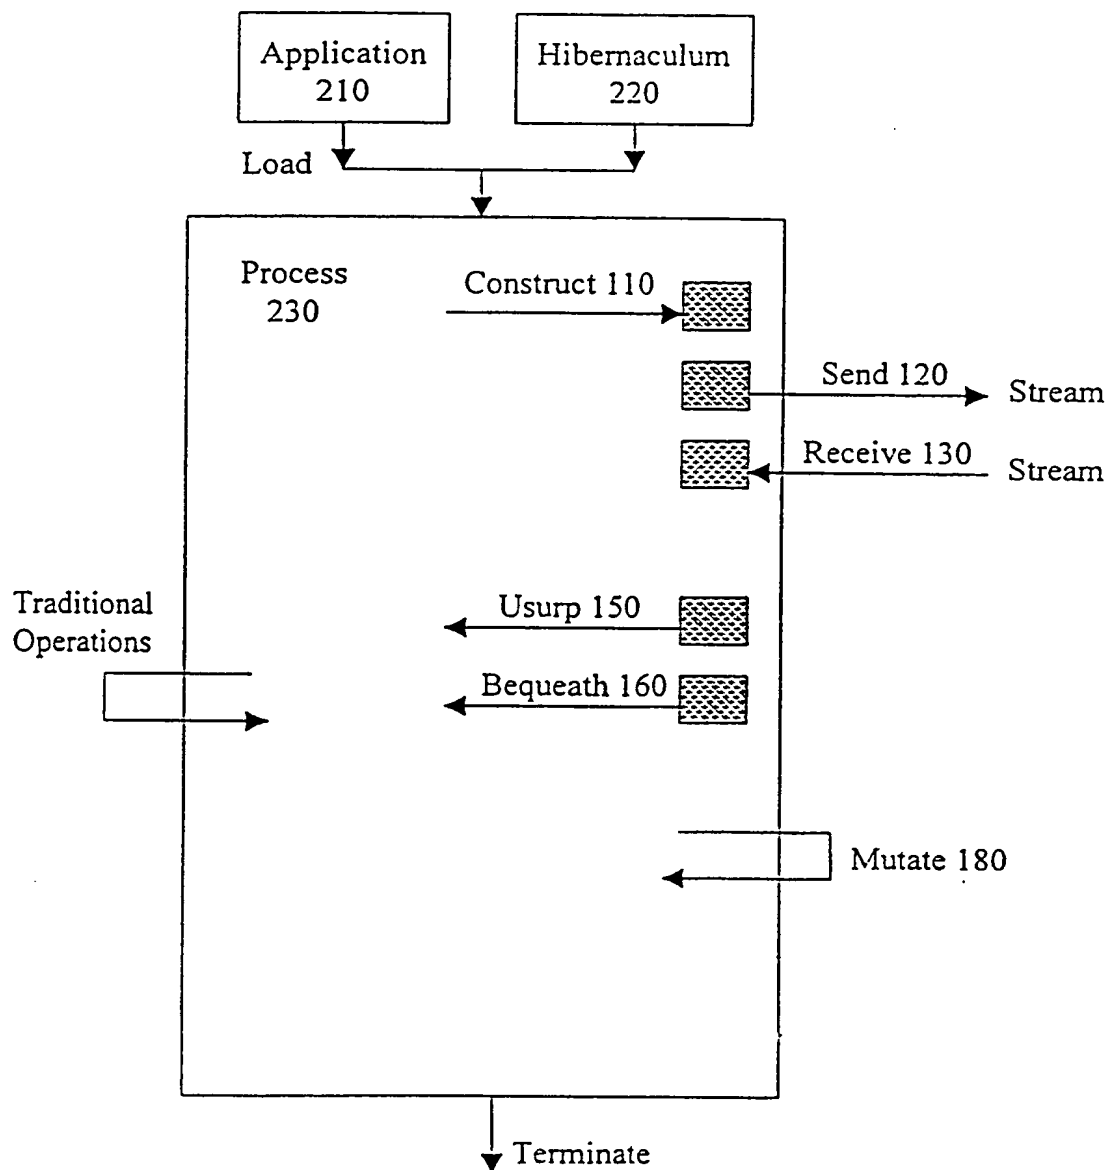 Application
210
Hibernaculum
220
Load
Process
230
Construct 110
Send 120
Stream
Receive 130
Stream
Traditional
Operations
Usurp 150
Bequeath 160
Mutate 180
Terminate